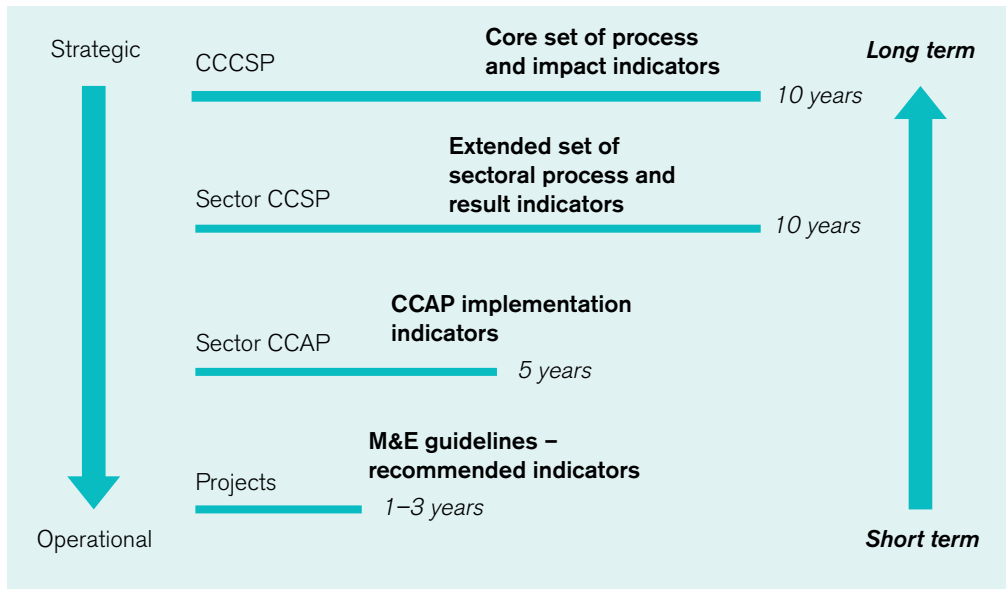 Strategic
CCCSP
Core set of process
and impact indicators
Long term
10 years
Extended set of
sectoral process and
result indicators
Sector CCSP
10 years
CCAP implementation
indicators
Sector CCAP
5 years
M&E guidelines –
recommended indicators
Projects
1–3 years
Operational
Short term